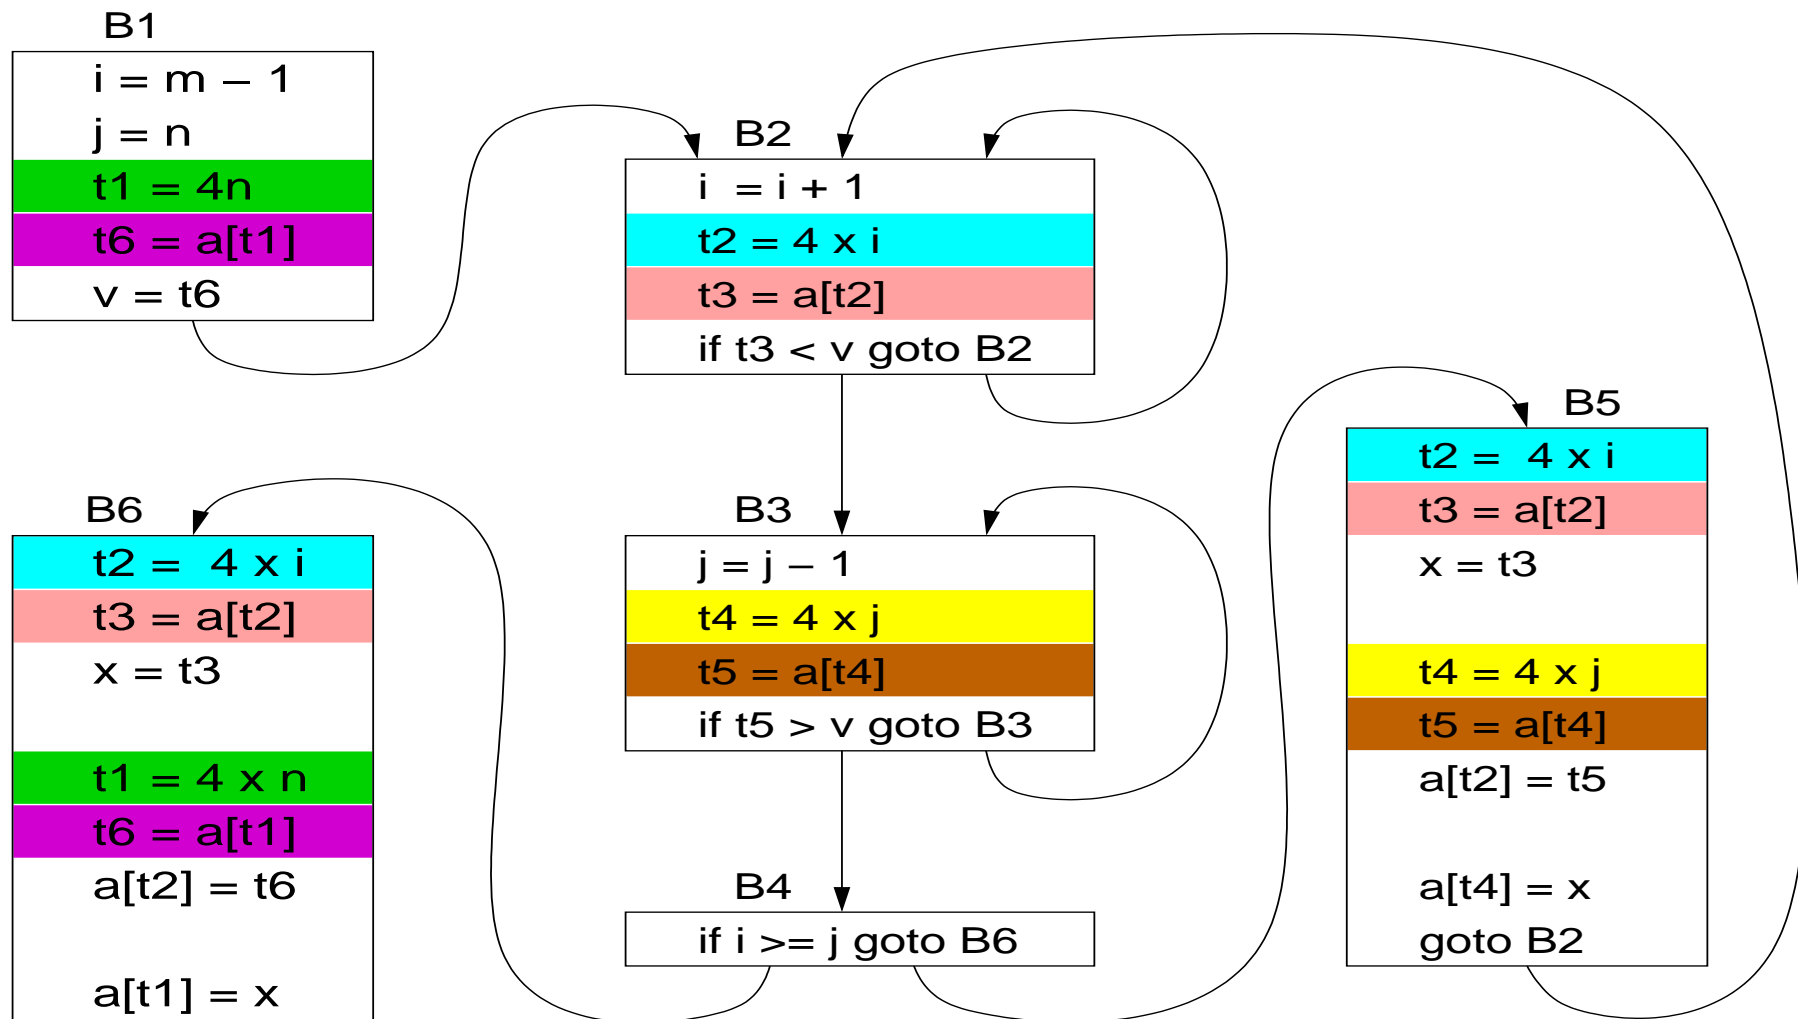 B1
i = m – 1
j = n
t1 = 4n
t6 = a[t1]
v = t6
B2
i = i + 1
t2 = 4 x i
t3 = a[t2]
if t3 < v goto B2
B3
j = j – 1
t4 = 4 x j
t5 = a[t4]
if t5 > v goto B3
B4
if i >= j goto B6
B5
t2 = 4 x i
t3 = a[t2]
x = t3
t4 = 4 x j
t5 = a[t4]
a[t2] = t5
a[t4] = x
goto B2
B6
t2 = 4 x i
t3 = a[t2]
x = t3
t1 = 4 x n
t6 = a[t1]
a[t2] = t6
a[t1] = x